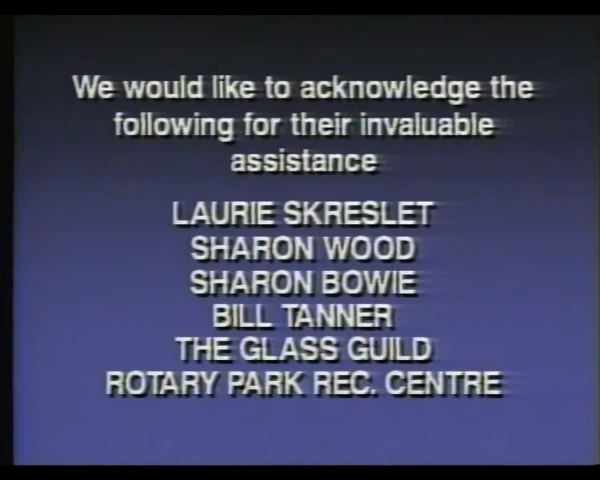 We would like to acknowledge the
following for their invaluable
assistance
LAURIE SKRESLET
SHARON WOOD
SHARON BOWIE
BILL TANNER
THE GLASS GUILD
ROTARY PARK REC. CENTRE